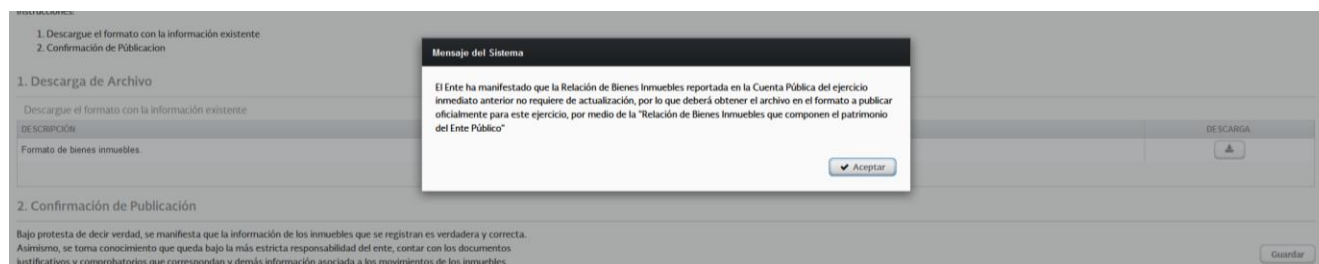 Instrucciones:
1. Descargue el formato con la información existente
2. Confirmación de Públicacion
1. Descarga de Archivo
Descargue el formato con la información existente
DESCRIPCIÓN
DESCARGA
Formato de bienes inmuebles.
Mensaje del Sistema
El Ente ha manifestado que la Relación de Bienes Inmuebles reportada en la Cuenta Pública del ejercicio
inmediato anterior no requiere de actualización, por lo que deberá obtener el archivo en el formato a publicar
oficialmente para este ejercicio, por medio de la "Relación de Bienes Inmuebles que componen el patrimonio
del Ente Público"
Aceptar
2. Confirmación de Publicación
Bajo protesta de decir verdad, se manifiesta que la información de los inmuebles que se registran es verdadera y correcta.
Asimismo, se toma conocimiento que queda bajo la más estricta responsabilidad del ente, contar con los documentos
justificativos y comprobatorios que correspondan y demás información asociada a los movimientos de los inmuebles.
Guardar